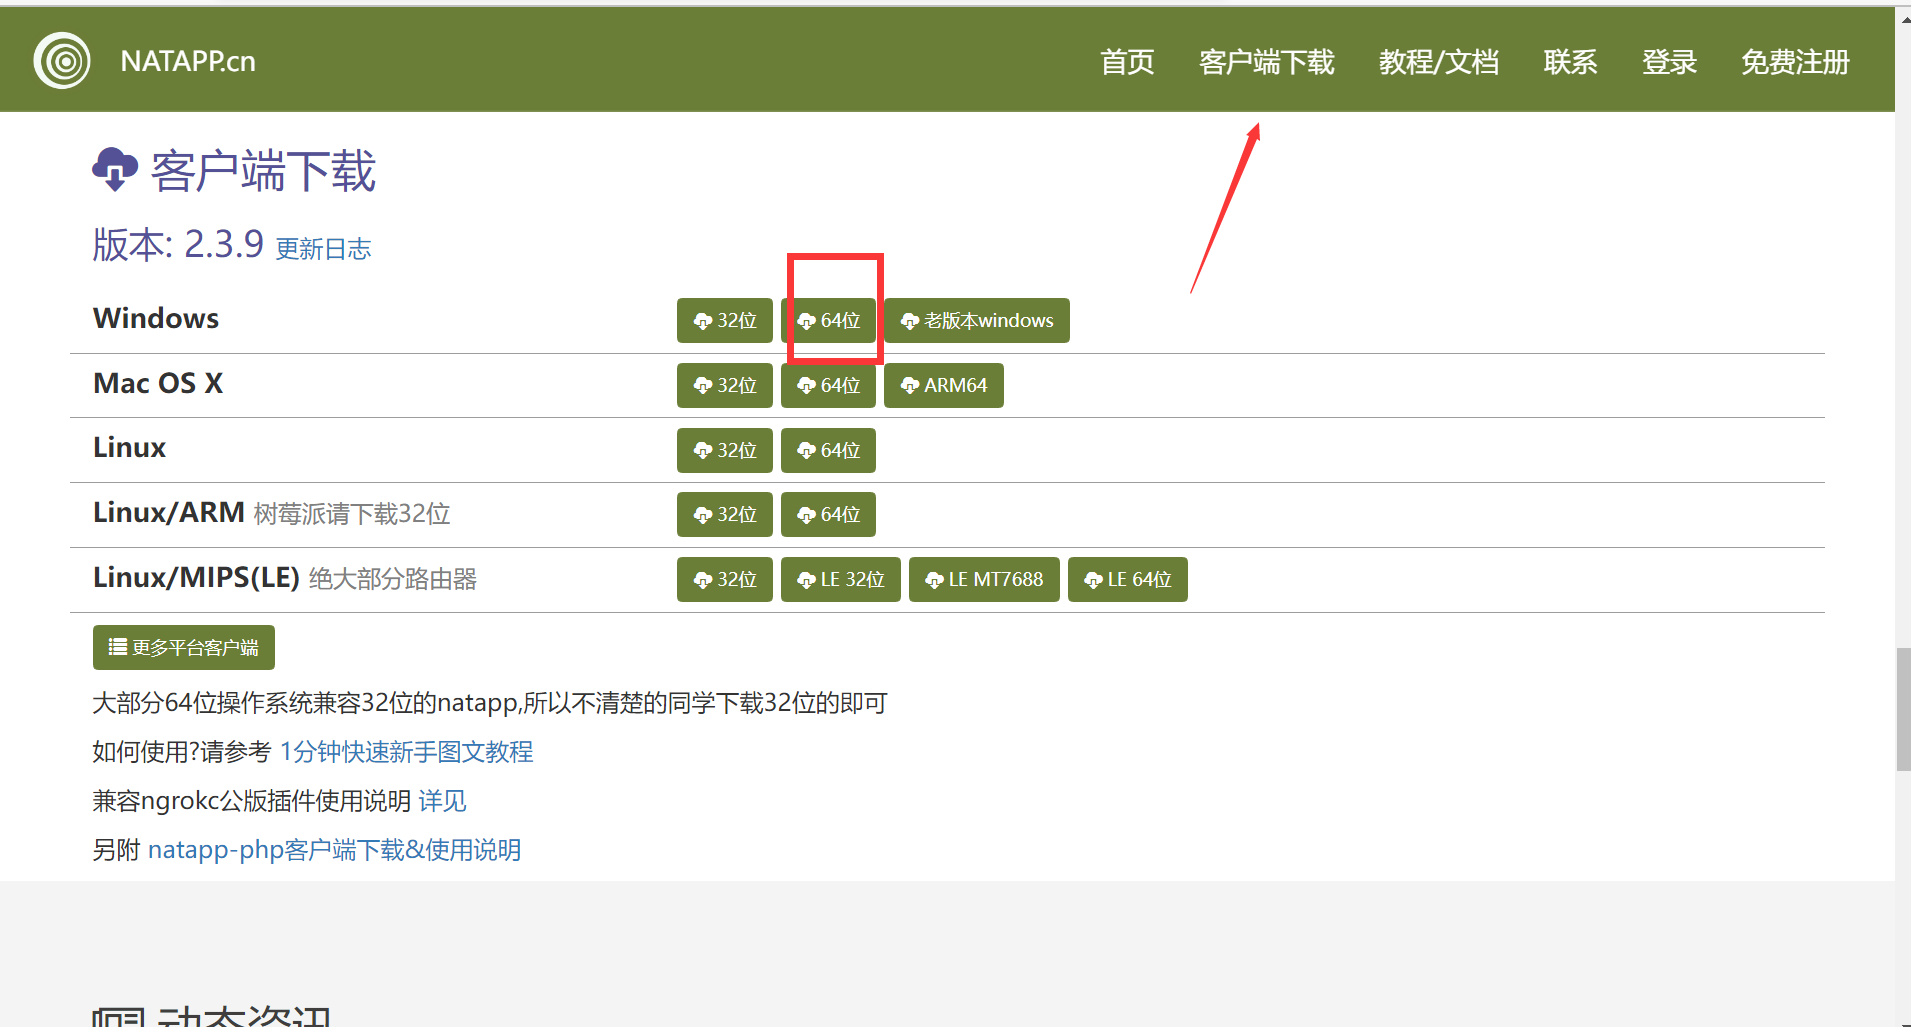 NATAPP.cn 首页 客户端下载 教程/文档 联系 登录 免费注册
客户端下载
版本: 2.3.9 更新日志
Windows 32位 64位 老版本windows
Mac OS X 32位 64位 ARM64
Linux 32位 64位
Linux/ARM 树莓派请下载32位 32位 64位
Linux/MIPS(LE) 绝大部分路由器 32位 LE 32位 LE MT7688 LE 64位
更多平台客户端
大部分64位操作系统兼容32位的natapp,所以不清楚的同学下载32位的即可
如何使用?请参考 1分钟快速新手图文教程
兼容ngrokc公版插件使用说明 详见
另附 natapp-php客户端下载&使用说明
动态资讯